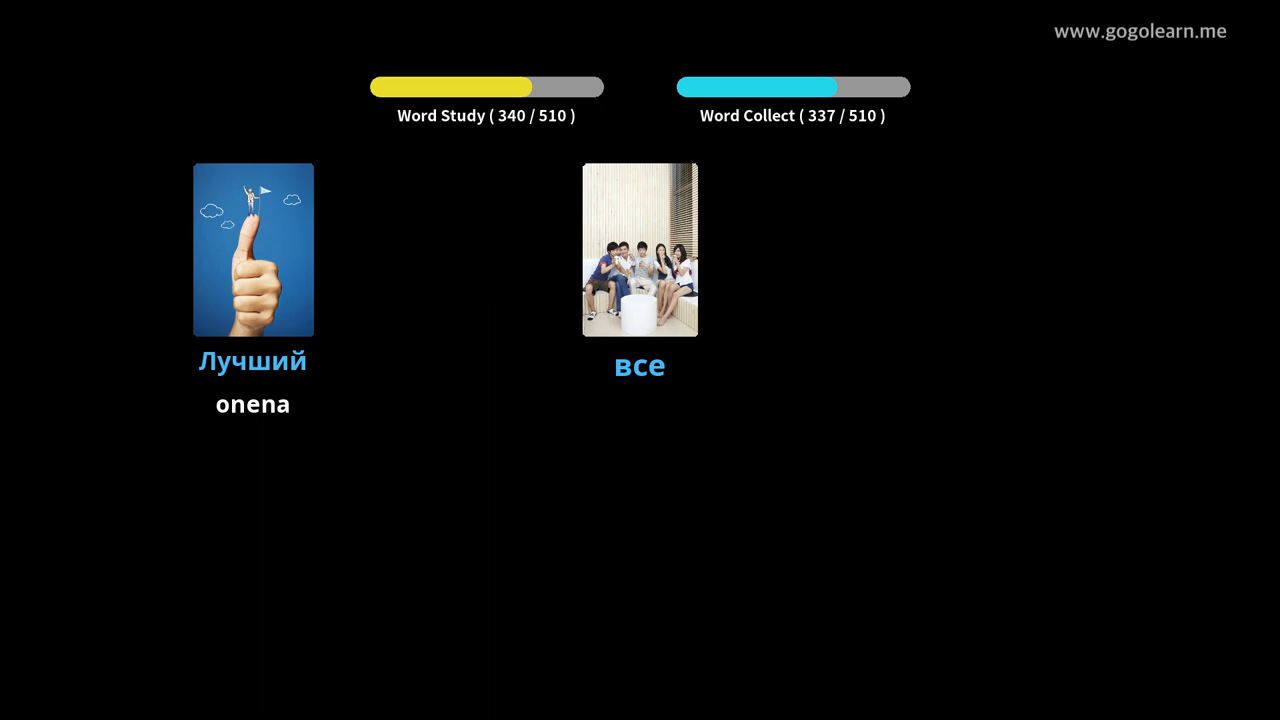 www.gogolearn.me
Word Study ( 340 / 510 )
Word Collect ( 337 / 510 )
Лучший
onena
все